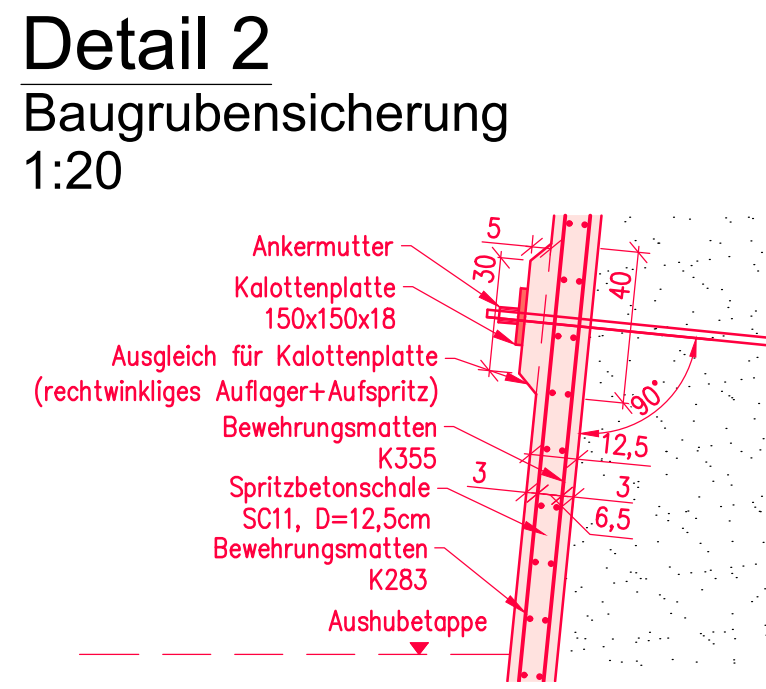 Detail 2
Baugrubensicherung
1:20
5
Ankermutter
30
Kalottenplatte
150x150x18
40
Ausgleich für Kalottenplatte
(rechtwinkliges Auflager+Aufspritz)
90°
Bewehrungsmatten
K355
12,5
3
3
Spritzbetonschale
SC11, D=12,5cm
6,5
Bewehrungsmatten
K283
Aushubetappe